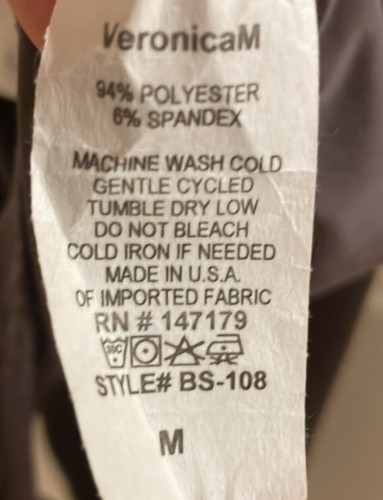 VeronicaM
94% POLYESTER
6% SPANDEX
MACHINE WASH COLD
GENTLE CYCLED
TUMBLE DRY LOW
DO NOT BLEACH
COLD IRON IF NEEDED
MADE IN U.S.A.
OF IMPORTED FABRIC
RN # 147179
30C
STYLE# BS-108
M